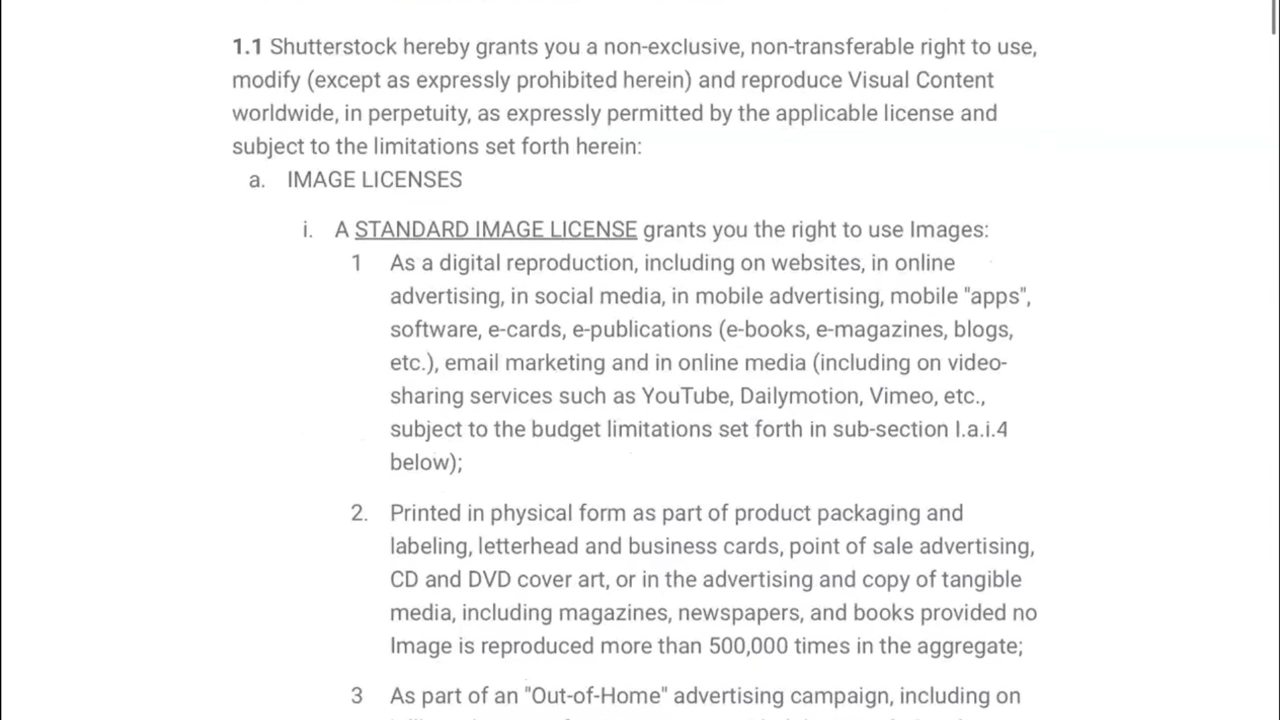 1.1 Shutterstock hereby grants you a non-exclusive, non-transferable right to use,
modify (except as expressly prohibited herein) and reproduce Visual Content
worldwide, in perpetuity, as expressly permitted by the applicable license and
subject to the limitations set forth herein:
a. IMAGE LICENSES
i. A STANDARD IMAGE LICENSE grants you the right to use Images:
1 As a digital reproduction, including on websites, in online
advertising, in social media, in mobile advertising, mobile "apps",
software, e-cards, e-publications (e-books, e-magazines, blogs,
etc.), email marketing and in online media (including on video-
sharing services such as YouTube, Dailymotion, Vimeo, etc.,
subject to the budget limitations set forth in sub-section I.a.i.4
below);
2. Printed in physical form as part of product packaging and
labeling, letterhead and business cards, point of sale advertising,
CD and DVD cover art, or in the advertising and copy of tangible
media, including magazines, newspapers, and books provided no
Image is reproduced more than 500,000 times in the aggregate;
3 As part of an "Out-of-Home" advertising campaign, including on